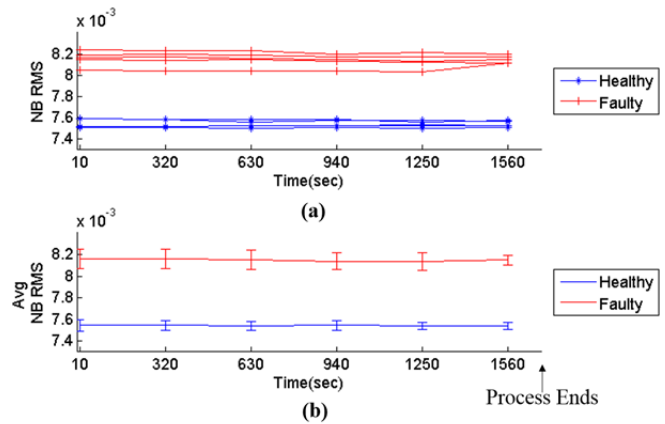 x 10⁻³
NB RMS
8.2
8
7.8
7.6
7.4
10 320 630 940 1250 1560
Time(sec)
Healthy
Faulty
(a)
x 10⁻³
Avg
NB RMS
8.2
8
7.8
7.6
7.4
10 320 630 940 1250 1560
Time(sec)
Healthy
Faulty
Process Ends
(b)